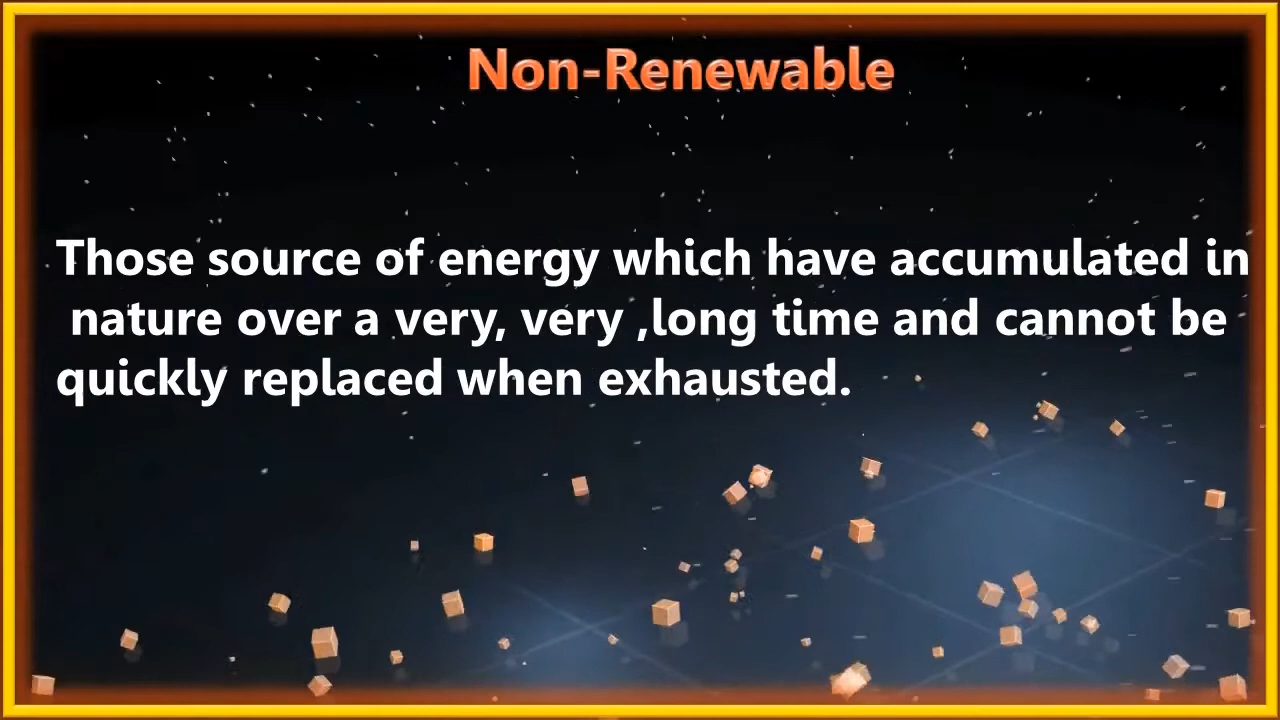 Non-Renewable
Those source of energy which have accumulated in
nature over a very, very ,long time and cannot be
quickly replaced when exhausted.